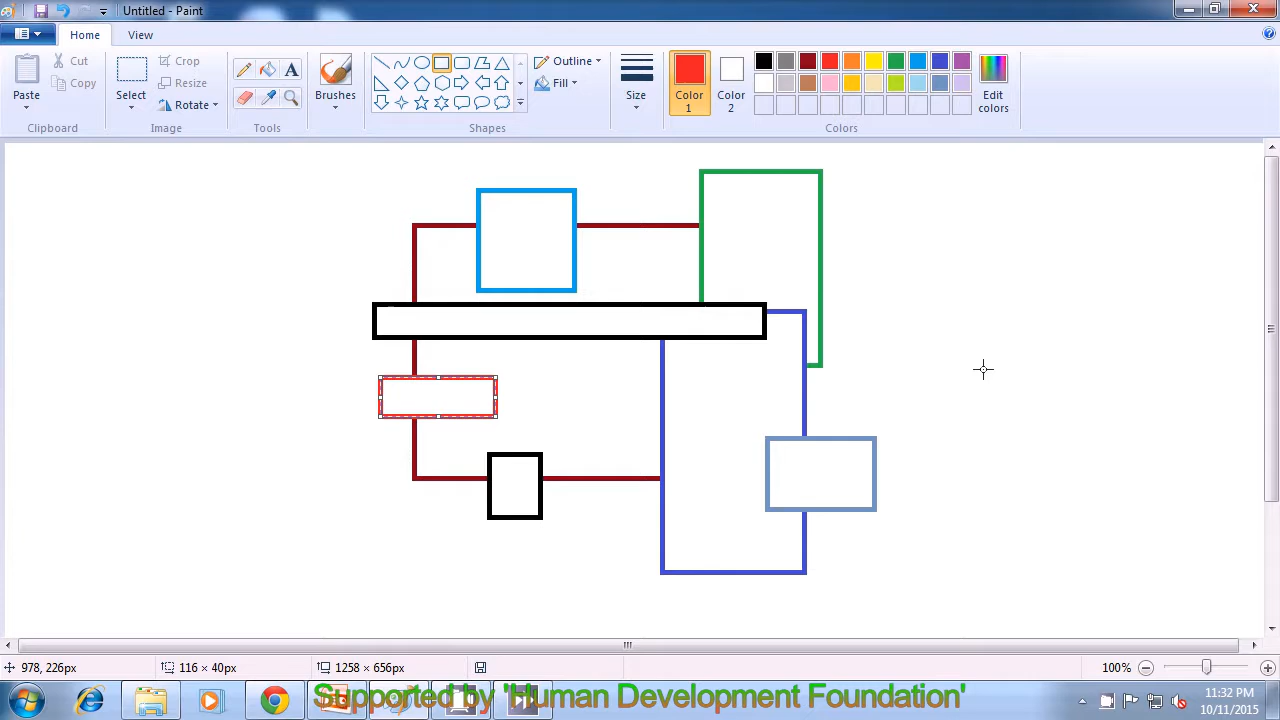 Untitled - Paint
Home
View
Paste
Cut
Copy
Clipboard
Select
Crop
Resize
Rotate
Image
Tools
Brushes
Outline
Fill
Shapes
Size
Color 1
Color 2
Edit colors
Colors
978, 226px
116 × 40px
1258 × 656px
100%
Supported by 'Human Development Foundation'
11:32 PM
10/11/2015